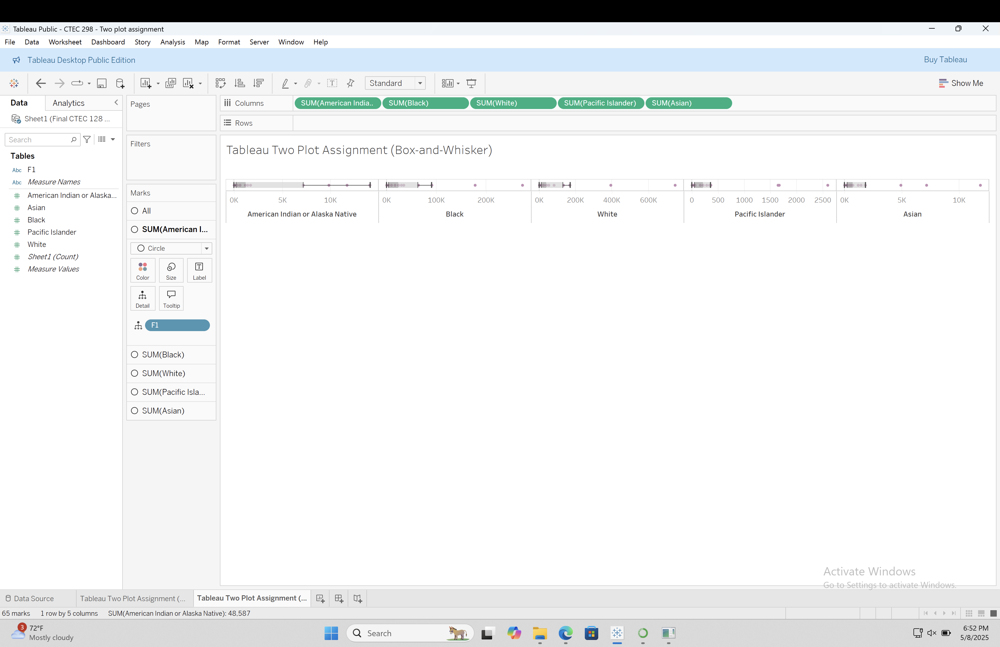 Tableau Public - CTEC 298 - Two plot assignment
File Data Worksheet Dashboard Story Analysis Map Format Server Window Help
Tableau Desktop Public Edition
Buy Tableau
Standard
Show Me
Data
Analytics
Pages
Columns
SUM(American India..
SUM(Black)
SUM(White)
SUM(Pacific Islander)
SUM(Asian)
Sheet1 (Final CTEC 128 ...
Rows
Search
Filters
Tableau Two Plot Assignment (Box-and-Whisker)
Tables
Abc F1
Abc Measure Names
American Indian or Alaska...
Asian
Black
Pacific Islander
White
Sheet1 (Count)
Measure Values
Marks
All
SUM(American I...
Circle
Color
Size
Label
Detail
Tooltip
F1
SUM(Black)
SUM(White)
SUM(Pacific Isla...
SUM(Asian)
0K 5K 10K
American Indian or Alaska Native
0K 100K 200K
Black
0K 200K 400K 600K
White
0 500 1000 1500 2000 2500
Pacific Islander
0K 5K 10K
Asian
Activate Windows
Go to Settings to activate Windows.
Data Source
Tableau Two Plot Assignment (...
Tableau Two Plot Assignment (...
65 marks 1 row by 5 columns SUM(American Indian or Alaska Native): 48,587
3
72°F
Mostly cloudy
Search
6:52 PM
5/8/2025